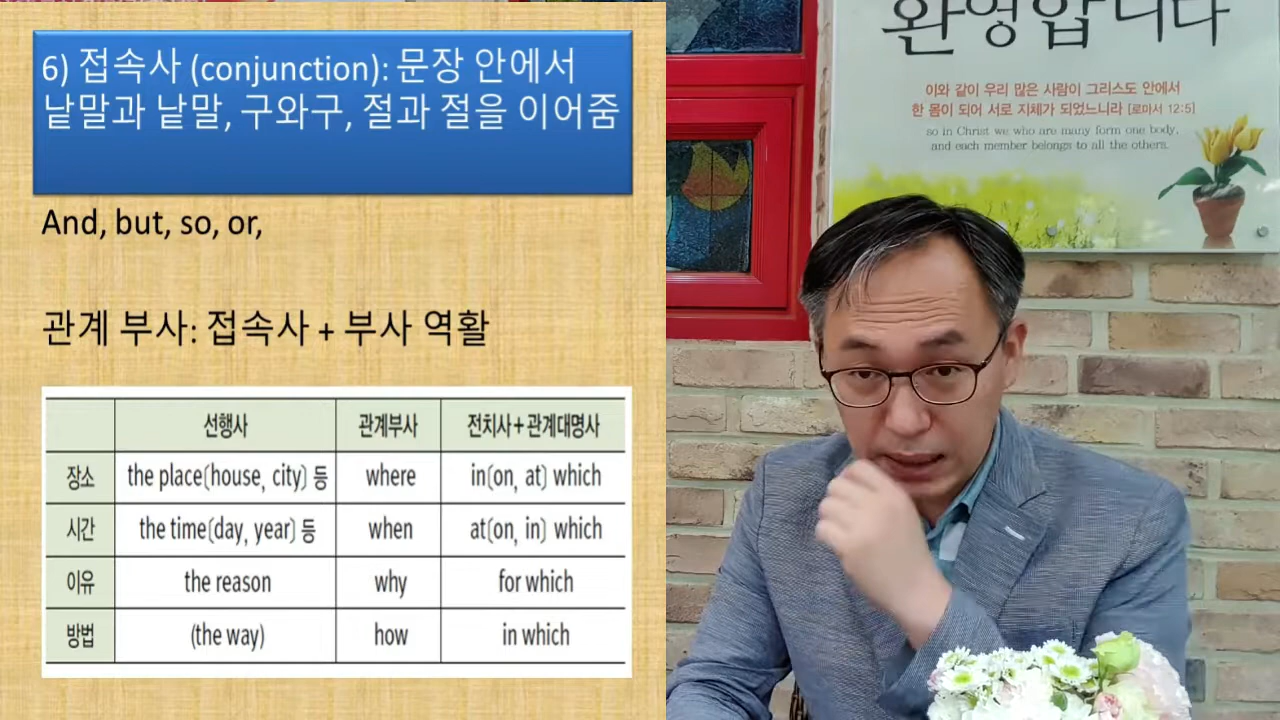 6) 접속사 (conjunction): 문장 안에서
낱말과 낱말, 구와구, 절과 절을 이어줌
And, but, so, or,
관계 부사: 접속사 + 부사 역활
선행사 관계부사 전치사+관계대명사
장소 the place(house, city) 등 where in(on, at) which
시간 the time(day, year) 등 when at(on, in) which
이유 the reason why for which
방법 (the way) how in which
환영합니다
이와 같이 우리 많은 사람이 그리스도 안에서
한 몸이 되어 서로 지체가 되었느니라 [로마서 12:5]
so in Christ we who are many form one body,
and each member belongs to all the others.